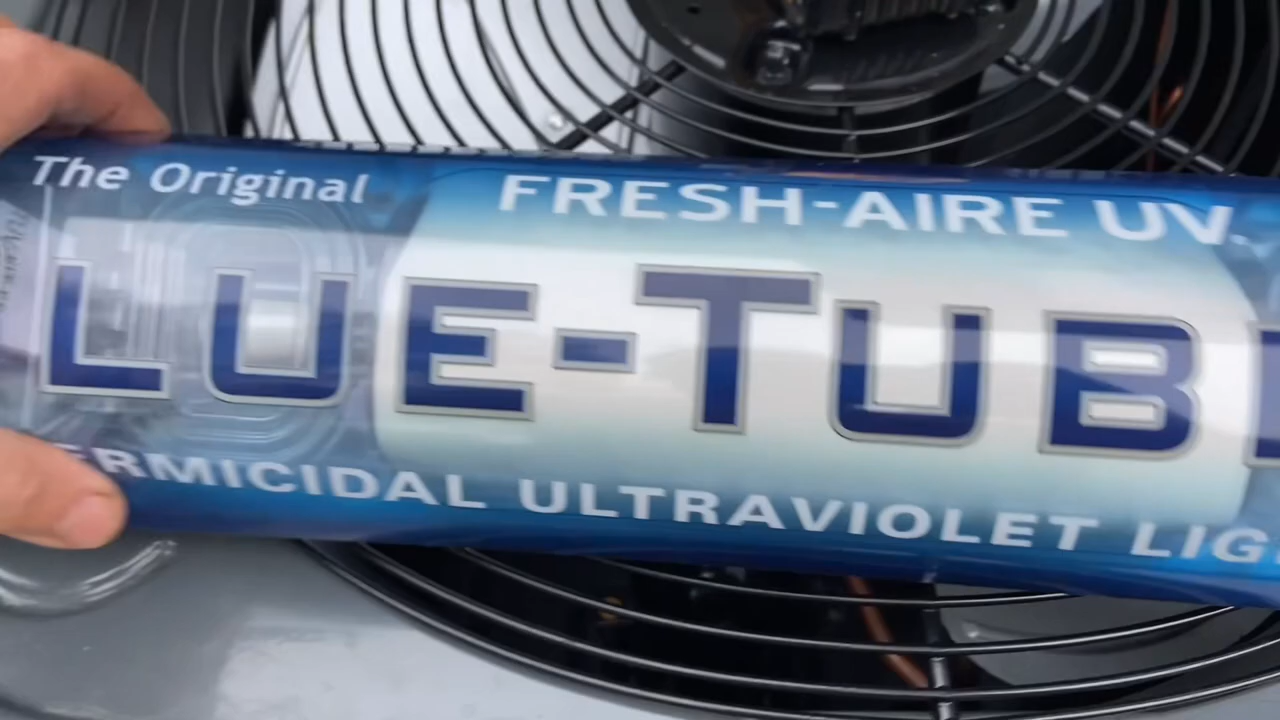 The Original
FRESH-AIRE UV
LUE-TUB
ERMICIDAL ULTRAVIOLET LIG